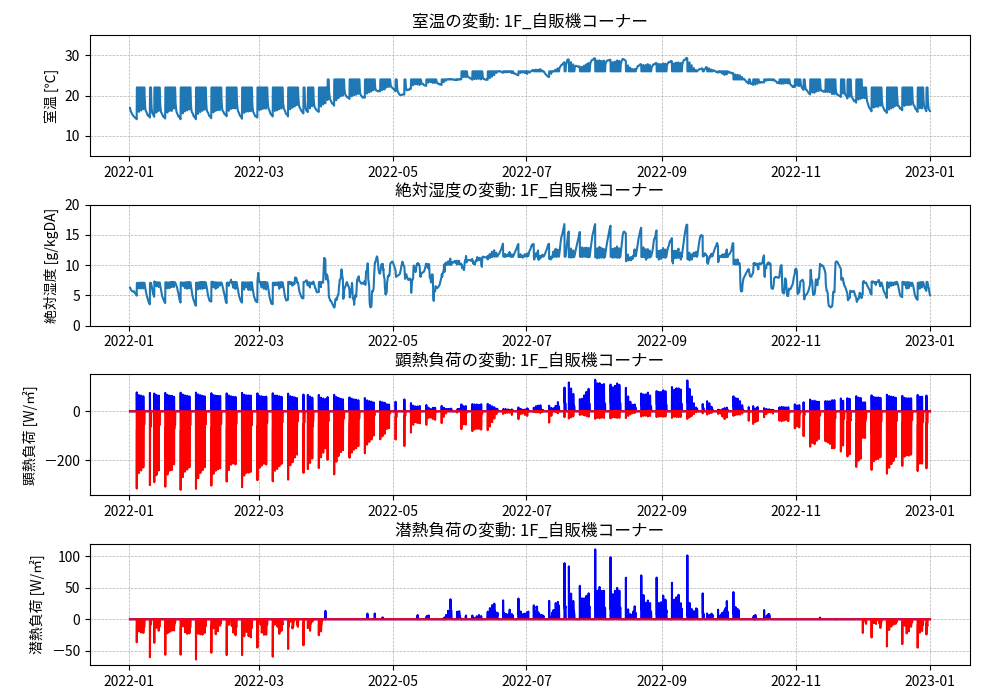 室温の変動: 1F_自販機コーナー
室温 [℃]
30
20
10
2022-01 2022-03 2022-05 2022-07 2022-09 2022-11 2023-01
絶対湿度の変動: 1F_自販機コーナー
絶対湿度 [g/kgDA]
20
15
10
5
0
2022-01 2022-03 2022-05 2022-07 2022-09 2022-11 2023-01
顕熱負荷の変動: 1F_自販機コーナー
顕熱負荷 [W/㎡]
0
−200
2022-01 2022-03 2022-05 2022-07 2022-09 2022-11 2023-01
潜熱負荷の変動: 1F_自販機コーナー
潜熱負荷 [W/㎡]
100
50
0
−50
2022-01 2022-03 2022-05 2022-07 2022-09 2022-11 2023-01